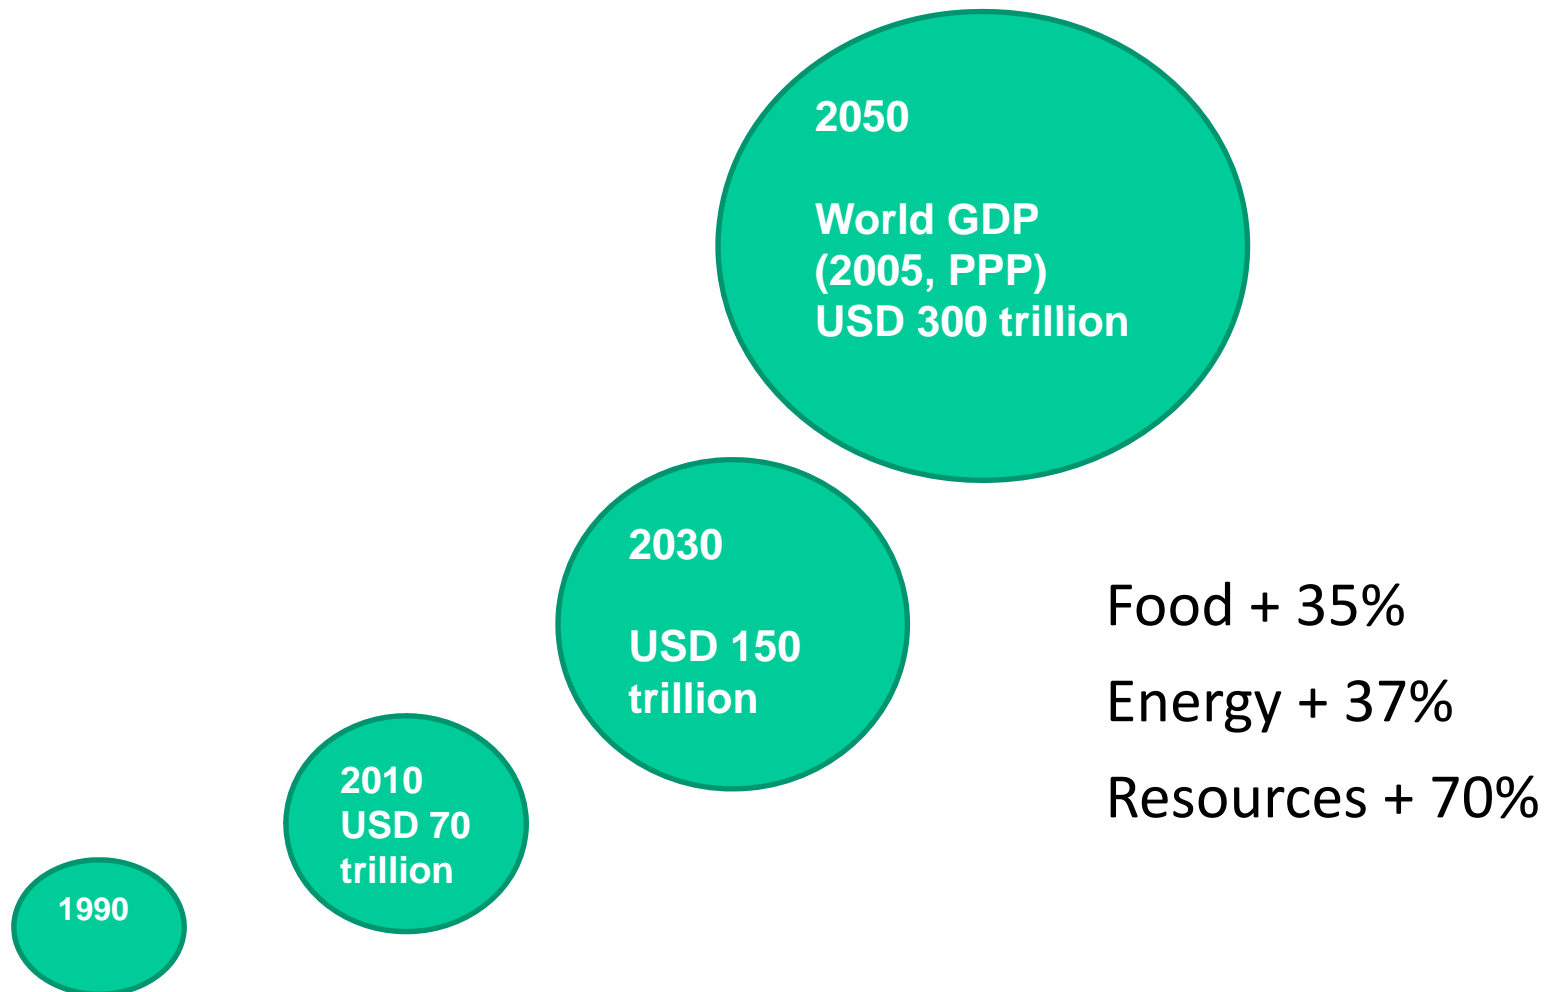 2050
World GDP
(2005, PPP)
USD 300 trillion
2030
USD 150
trillion
Food + 35%
Energy + 37%
Resources + 70%
2010
USD 70
trillion
1990